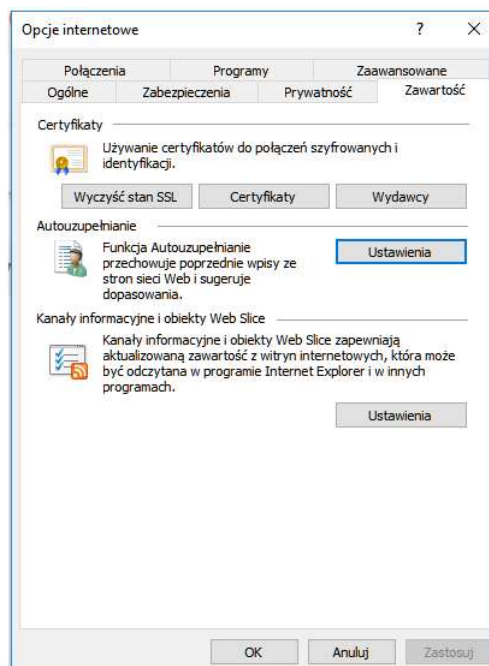 Opcje internetowe
?
Połączenia Programy Zaawansowane
Ogólne Zabezpieczenia Prywatność Zawartość
Certyfikaty
Używanie certyfikatów do połączeń szyfrowanych i
identyfikacji.
Wyczyść stan SSL Certyfikaty Wydawcy
Autouzupełnianie
Funkcja Autouzupełnianie
przechowuje poprzednie wpisy ze
stron sieci Web i sugeruje
dopasowania.
Ustawienia
Kanały informacyjne i obiekty Web Slice
Kanały informacyjne i obiekty Web Slice zapewniają
aktualizowaną zawartość z witryn internetowych, która może
być odczytana w programie Internet Explorer i w innych
programach.
Ustawienia
OK Anuluj Zastosuj